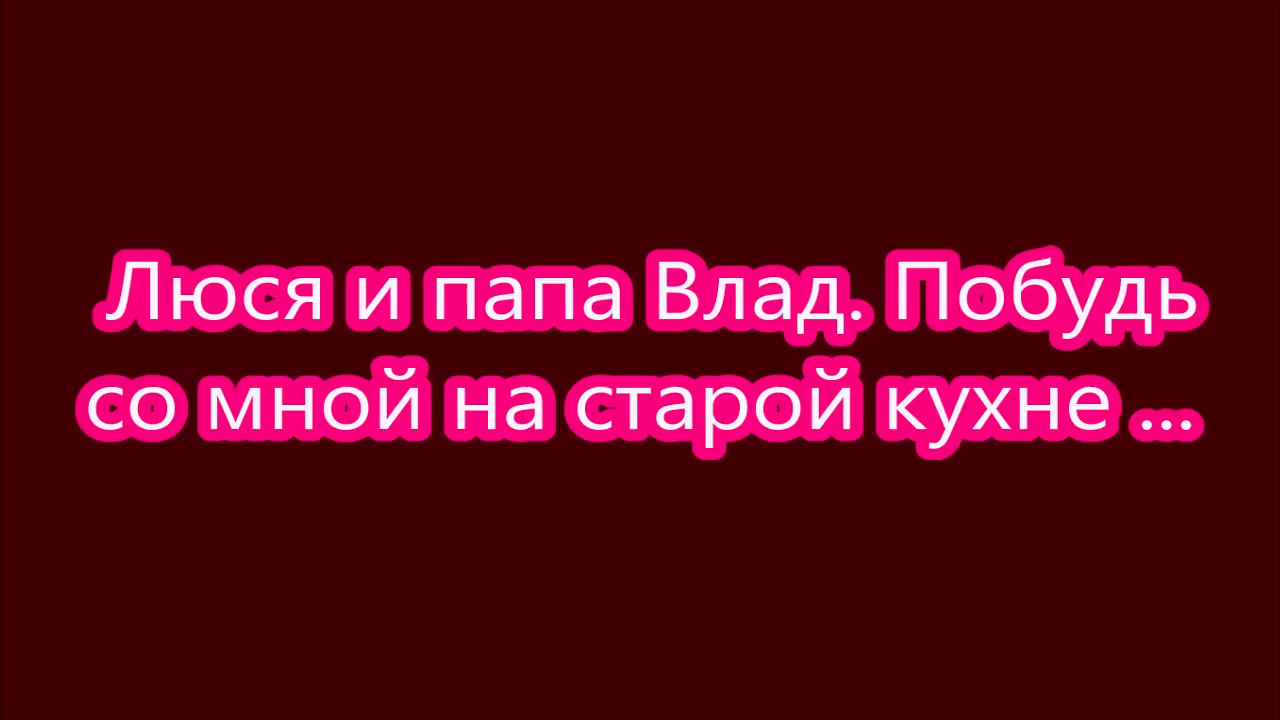 Люся и папа Влад. Побудь
со мной на старой кухне ...